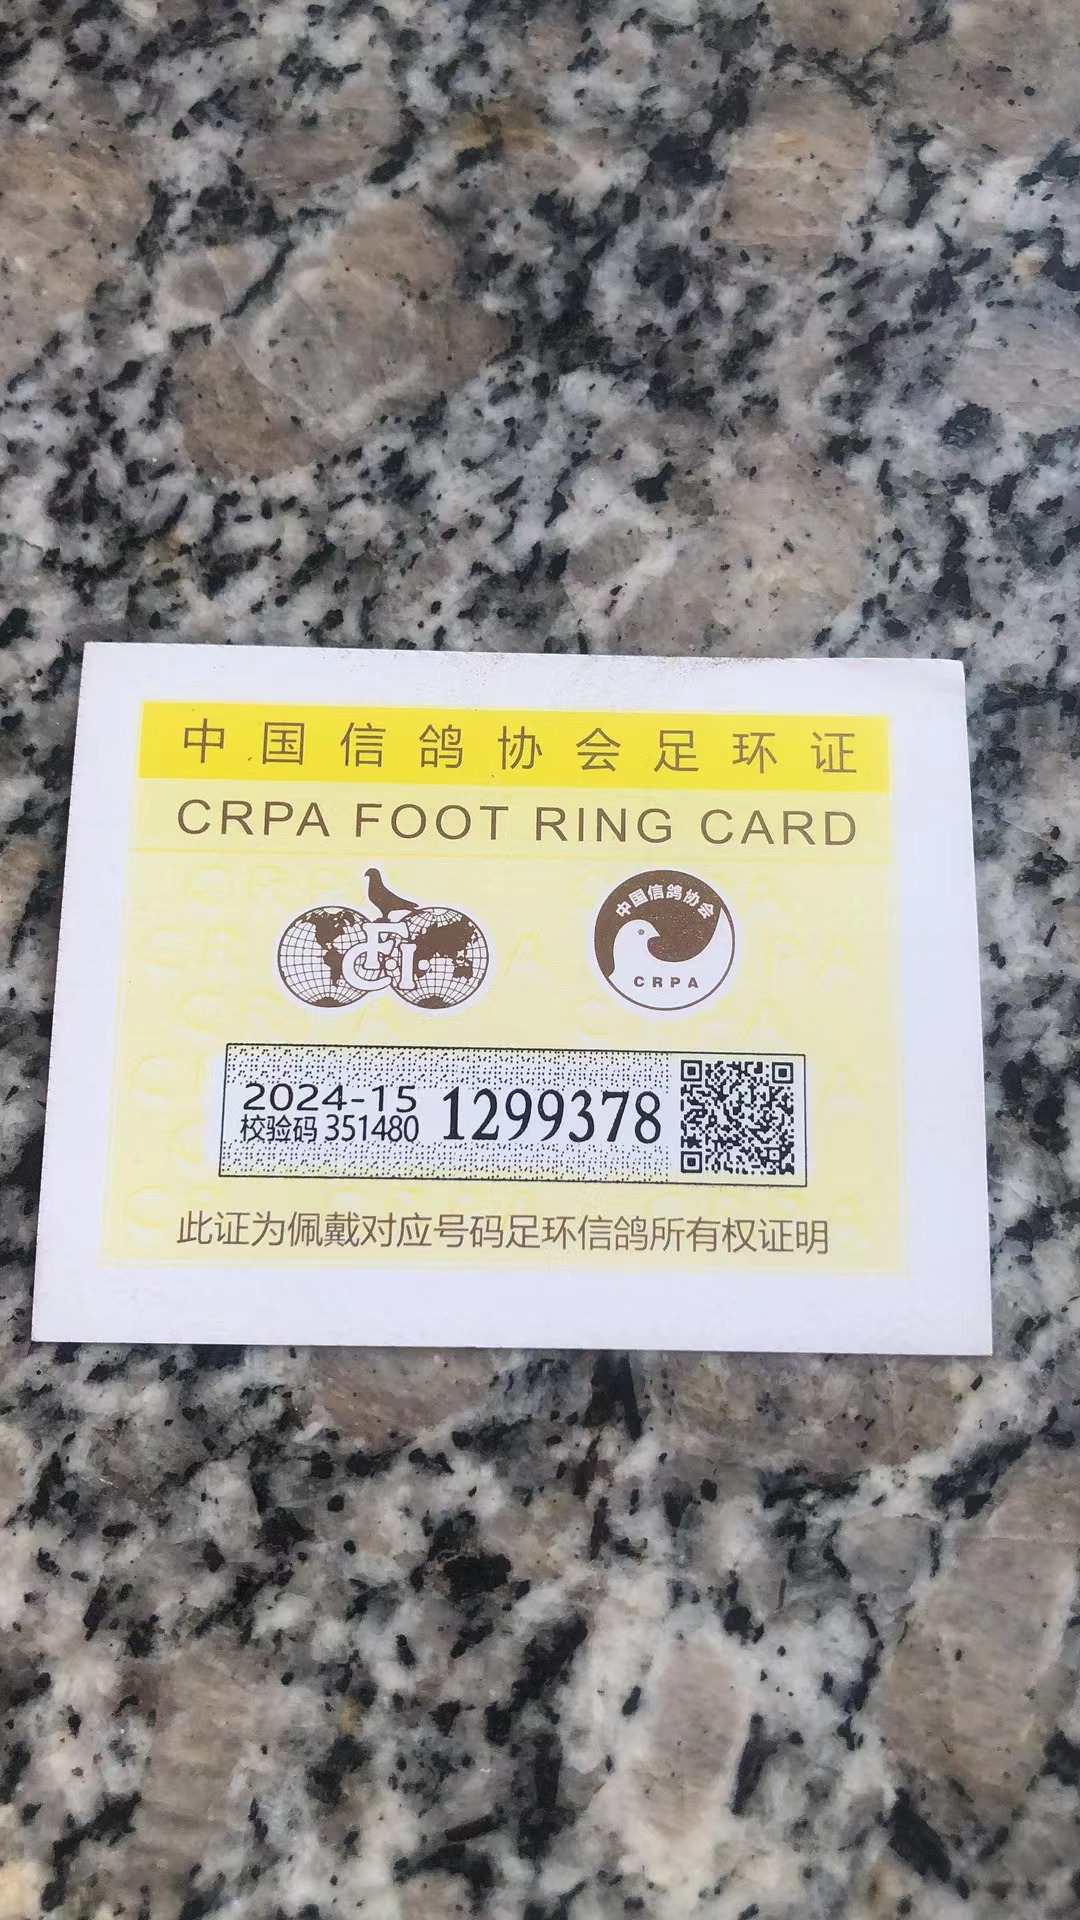 中国信鸽协会足环证
CRPA FOOT RING CARD
FCI
中国信鸽协会
CRPA
2024-15
校验码 351480
1299378
此证为佩戴对应号码足环信鸽所有权证明